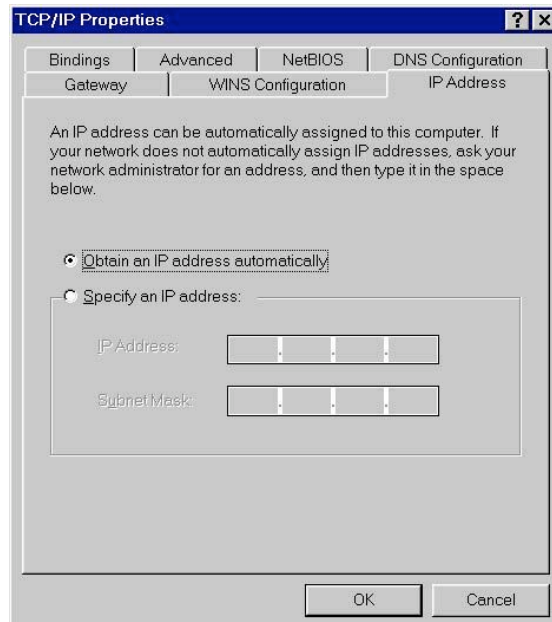 TCP/IP Properties
Bindings Advanced NetBIOS DNS Configuration
Gateway WINS Configuration IP Address
An IP address can be automatically assigned to this computer. If
your network does not automatically assign IP addresses, ask your
network administrator for an address, and then type it in the space
below.
Obtain an IP address automatically
Specify an IP address:
IP Address:
Subnet Mask:
OK Cancel